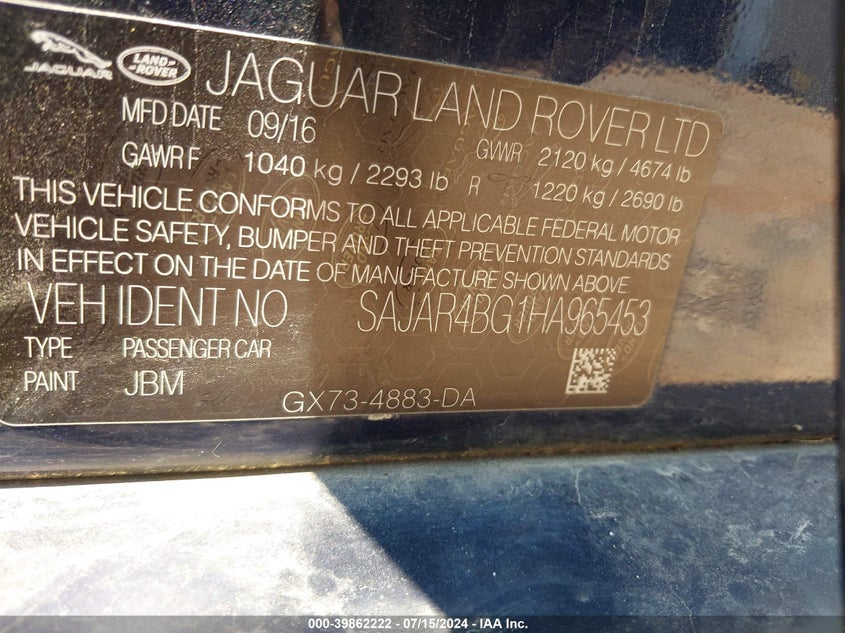 JAGUAR LAND ROVER JAGUAR LAND ROVER LTD
MFD DATE 09/16 GVWR 2120 kg / 4674 lb
GAWR F 1040 kg / 2293 lb R 1220 kg / 2690 lb
THIS VEHICLE CONFORMS TO ALL APPLICABLE FEDERAL MOTOR
VEHICLE SAFETY, BUMPER AND THEFT PREVENTION STANDARDS
IN EFFECT ON THE DATE OF MANUFACTURE SHOWN ABOVE
VEH IDENT NO SAJAR4BG1HA965453
TYPE PASSENGER CAR
PAINT JBM
GX73-4883-DA
000-39862222 - 07/15/2024 - IAA Inc.